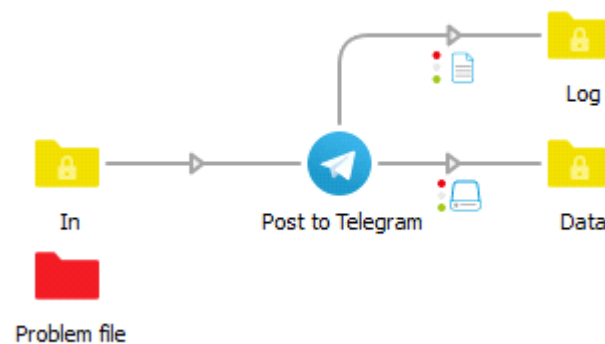 Log
In
Post to Telegram
Data
Problem file